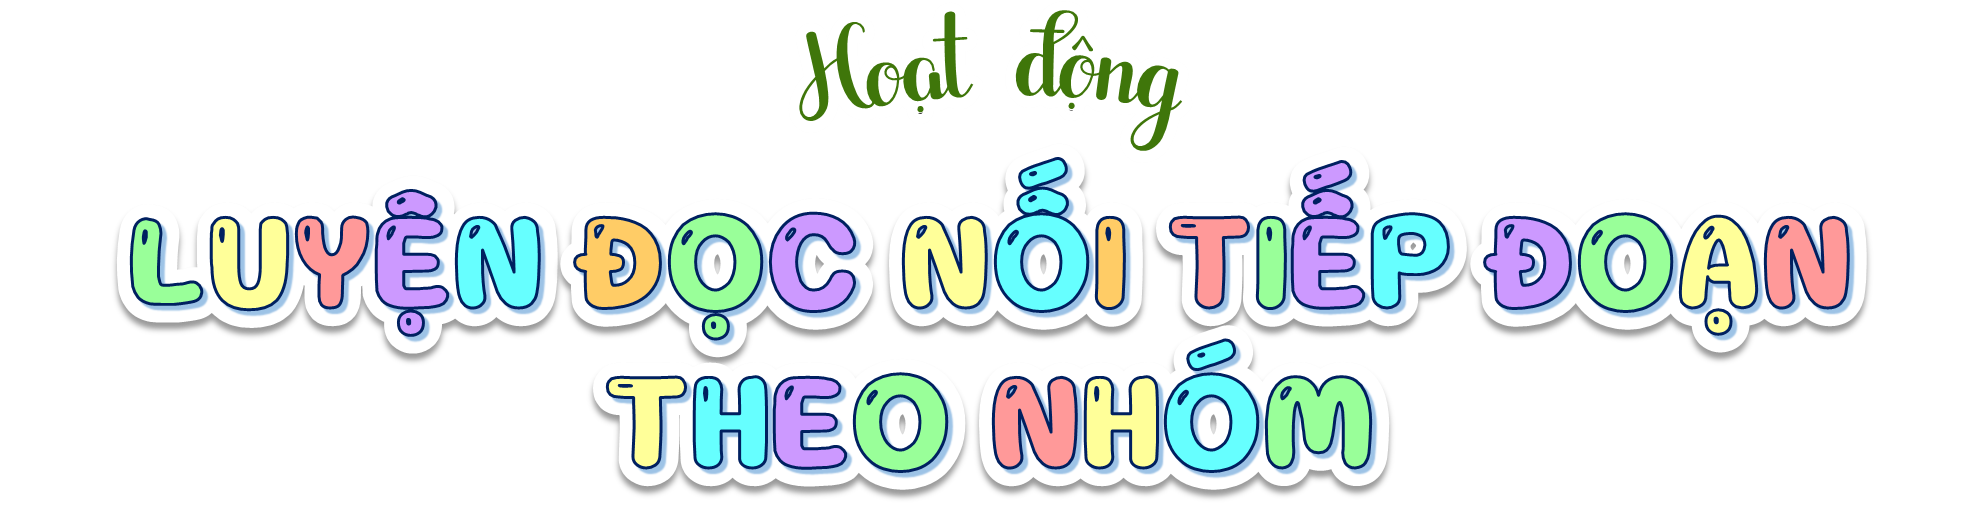 Hoạt động
LUYỆN ĐỌC NỐI TIẾP ĐOẠN
THEO NHÓM